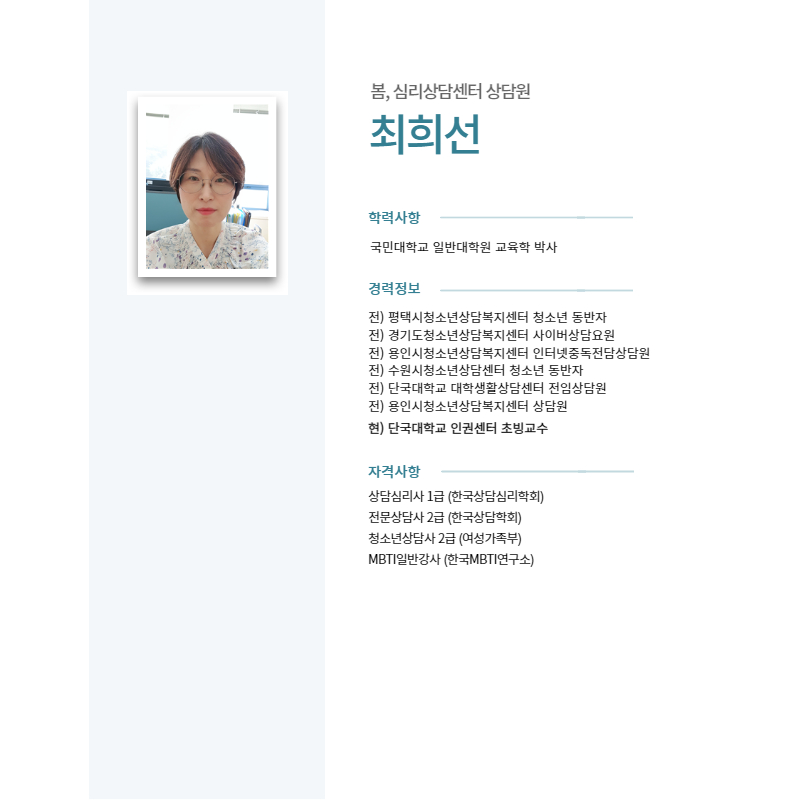 봄, 심리상담센터 상담원
최희선
학력사항
국민대학교 일반대학원 교육학 박사
경력정보
전) 평택시청소년상담복지센터 청소년 동반자
전) 경기도청소년상담복지센터 사이버상담요원
전) 용인시청소년상담복지센터 인터넷중독전담상담원
전) 수원시청소년상담센터 청소년 동반자
전) 단국대학교 대학생활상담센터 전임상담원
전) 용인시청소년상담복지센터 상담원
현) 단국대학교 인권센터 초빙교수
자격사항
상담심리사 1급 (한국상담심리학회)
전문상담사 2급 (한국상담학회)
청소년상담사 2급 (여성가족부)
MBTI일반강사 (한국MBTI연구소)